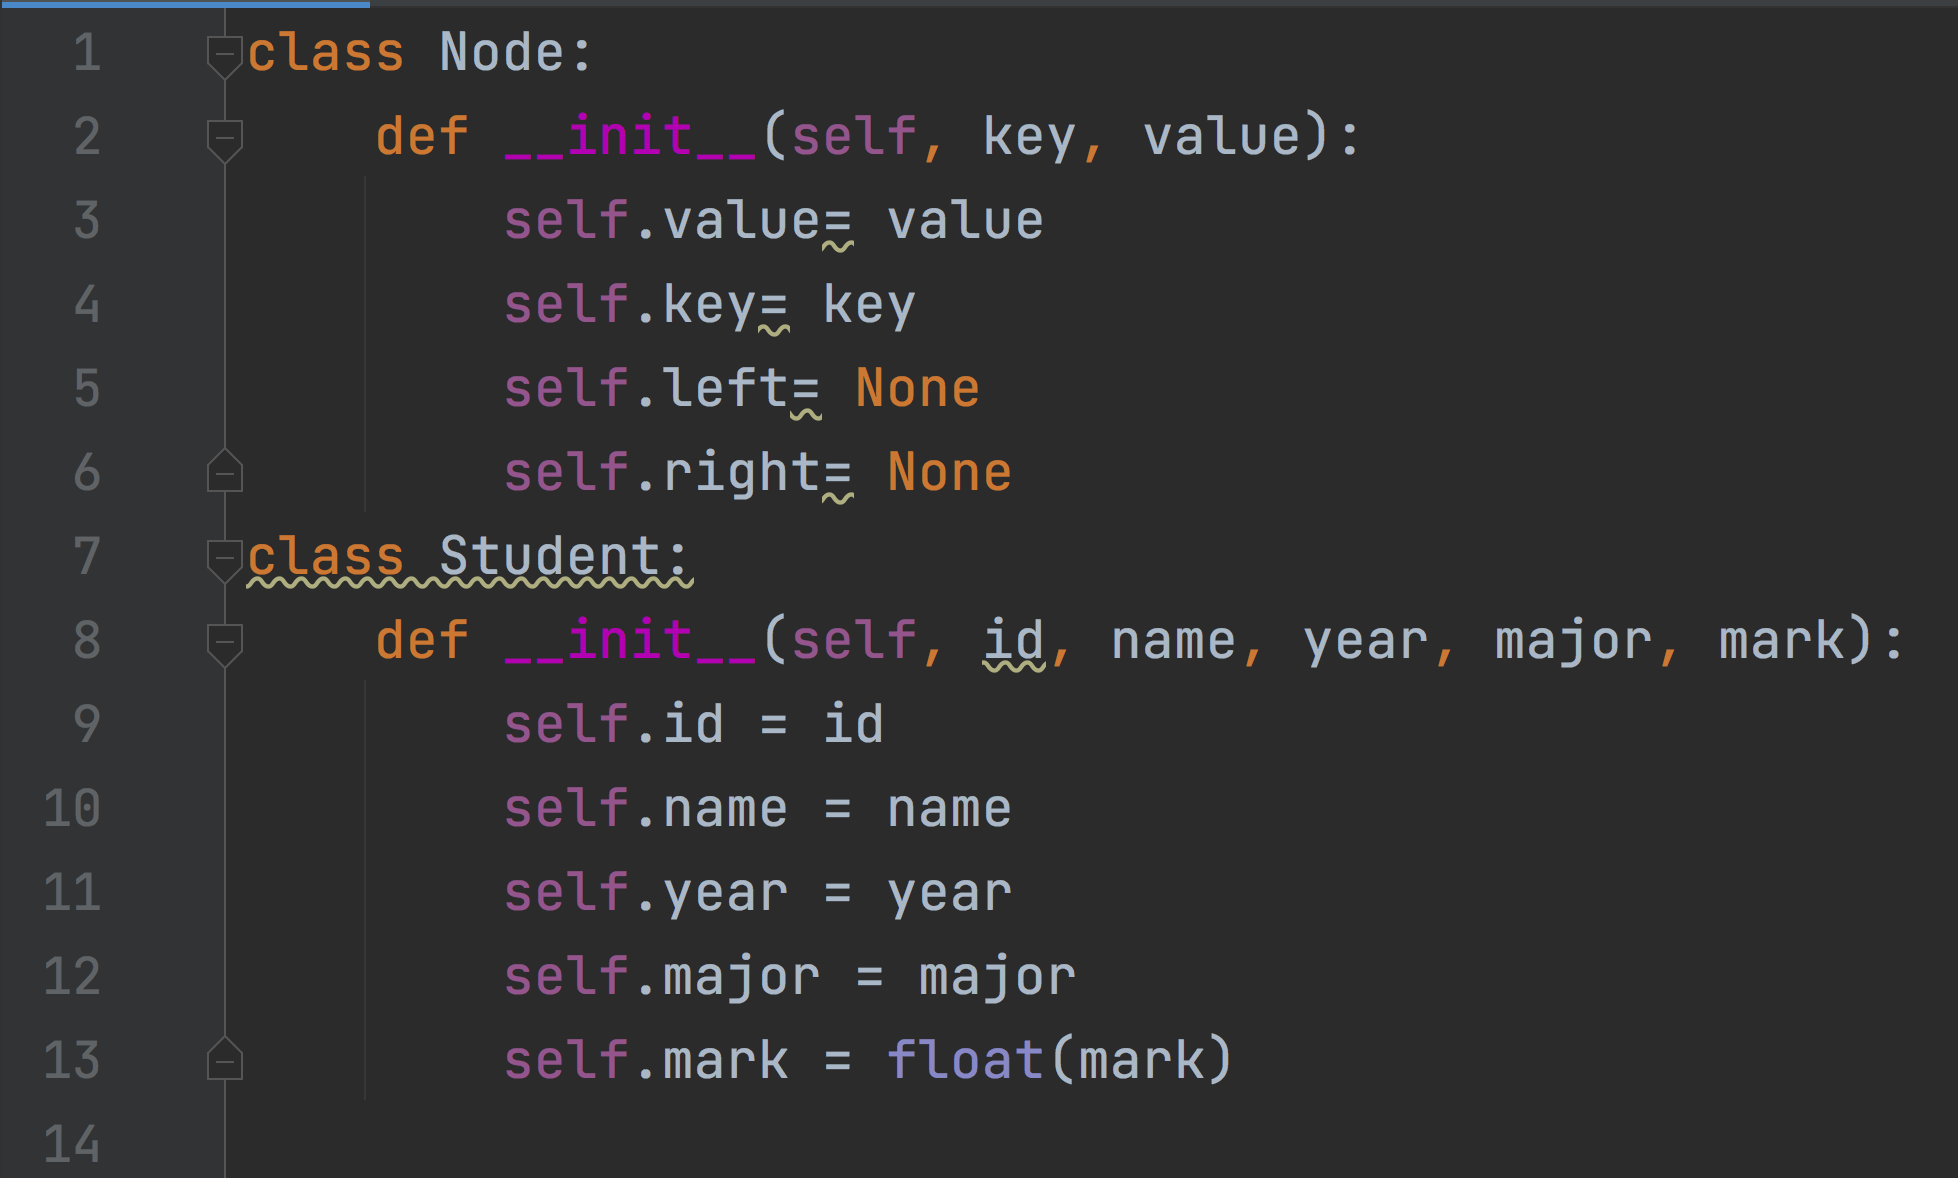 1 class Node:
2     def __init__(self, key, value):
3         self.value= value
4         self.key= key
5         self.left= None
6         self.right= None
7 class Student:
8     def __init__(self, id, name, year, major, mark):
9         self.id = id
10         self.name = name
11         self.year = year
12         self.major = major
13         self.mark = float(mark)
14